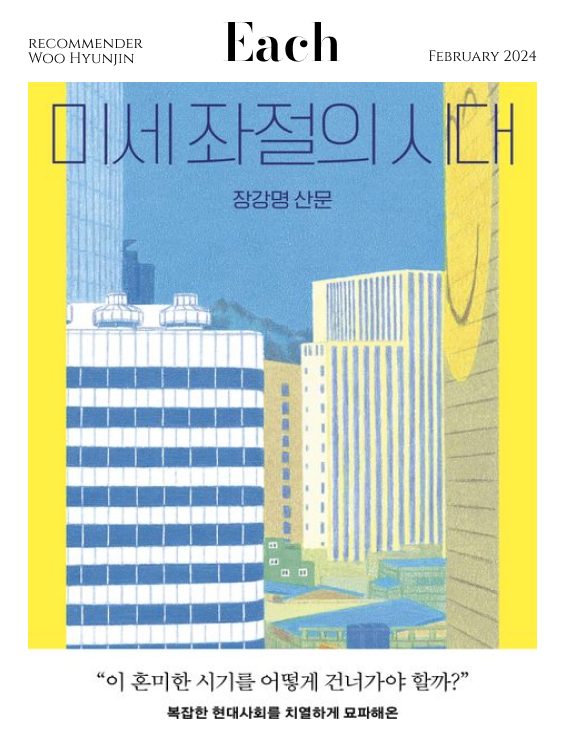 RECOMMENDER
WOO HYUNJIN
Each
FEBRUARY 2024
미세 좌절의 시대
장강명 산문
“이 혼미한 시기를 어떻게 건너가야 할까?”
복잡한 현대사회를 치열하게 묘파해온